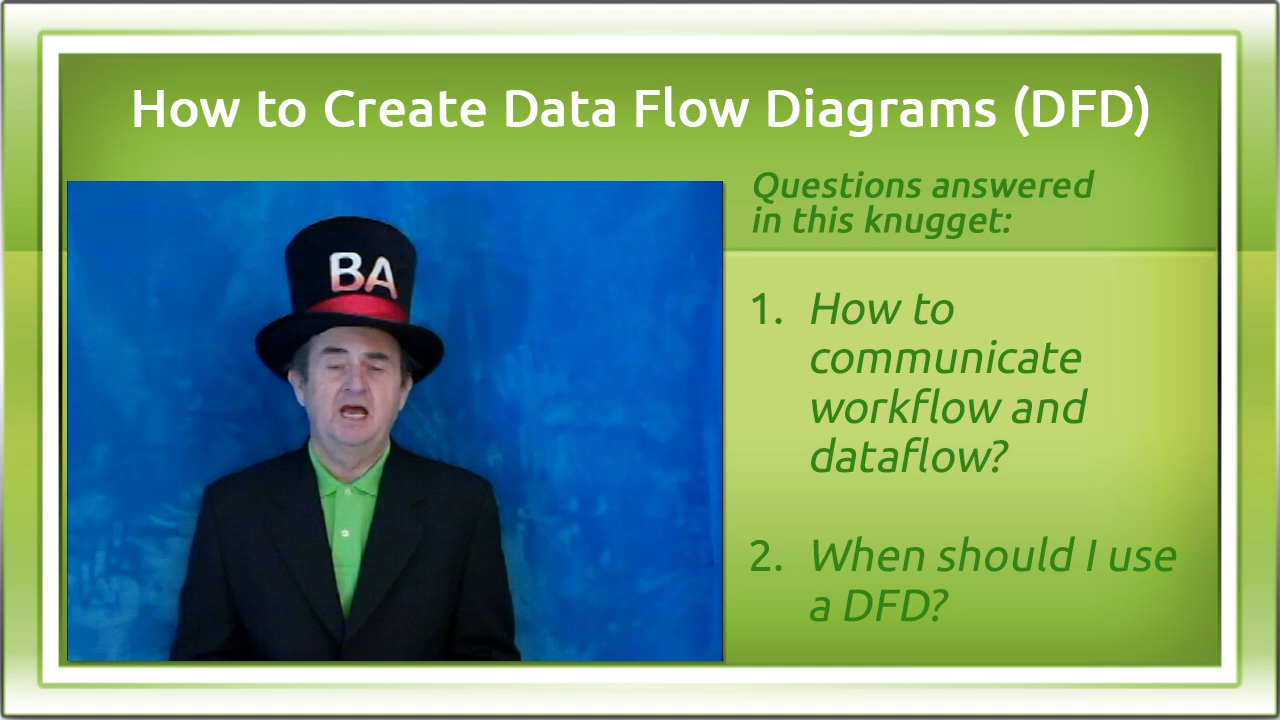 How to Create Data Flow Diagrams (DFD)
BA
Questions answered
in this knugget:
1. How to
communicate
workflow and
dataflow?
2. When should I use
a DFD?